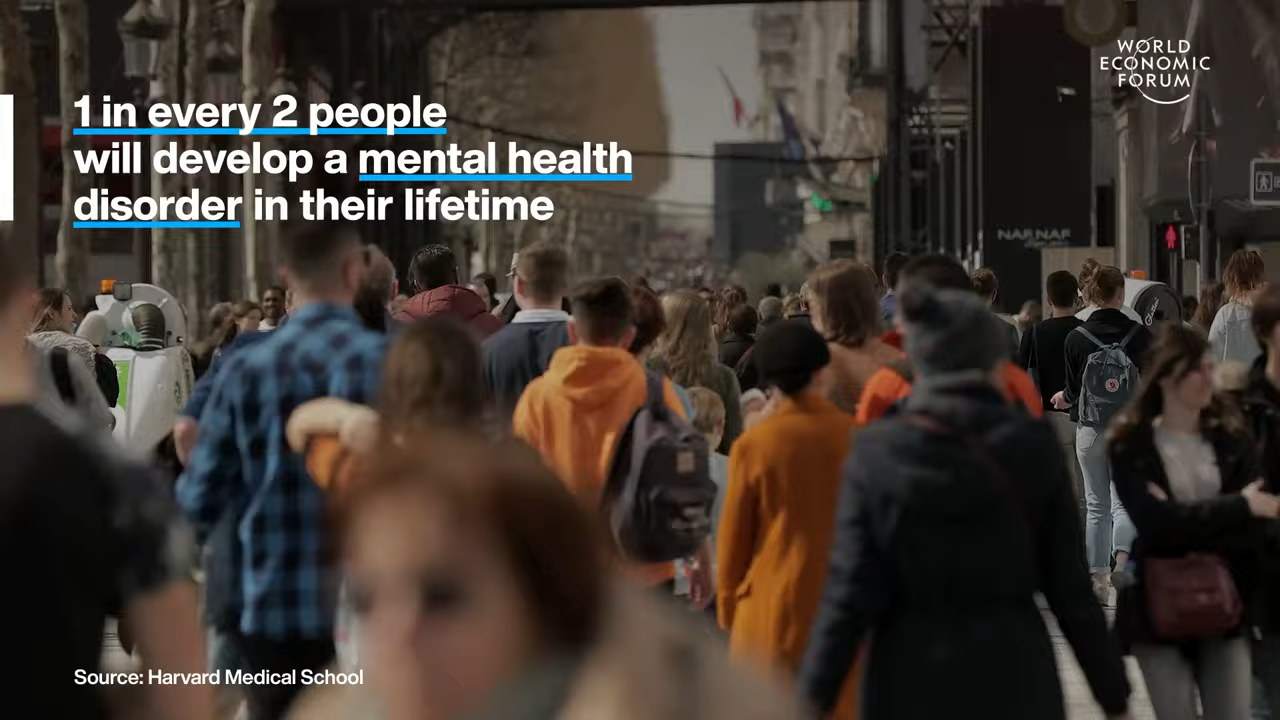 1 in every 2 people
will develop a mental health
disorder in their lifetime
WORLD
ECONOMIC
FORUM
NAF NAF
Source: Harvard Medical School